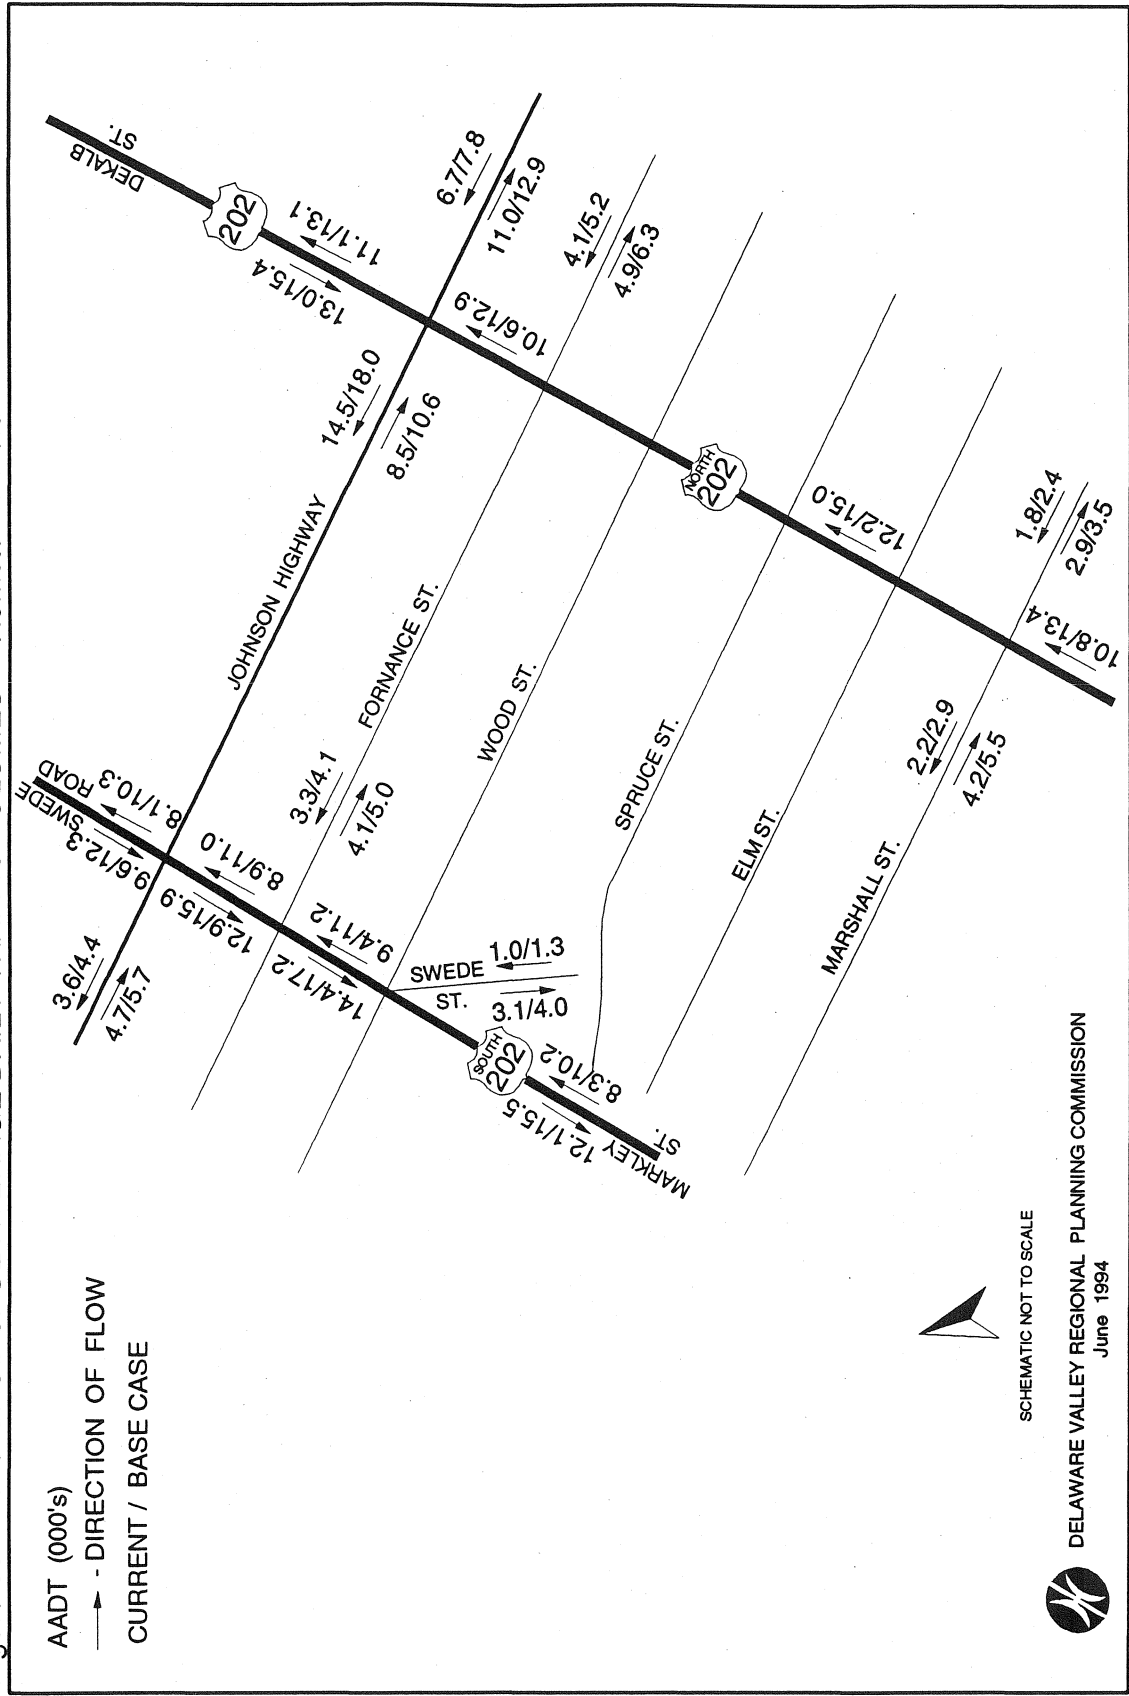 AADT (000's)
- DIRECTION OF FLOW
CURRENT / BASE CASE
DEKALB
ST.
202
13.0/15.4
11.1/13.1
6.7/7.8
11.0/12.9
14.5/18.0
8.5/10.6
10.6/12.9
4.1/5.2
4.9/6.3
JOHNSON HIGHWAY
SWEDE
ROAD
9.6/12.3
8.1/10.3
3.6/4.4
4.7/5.7
12.9/15.9
8.9/11.0
FORNANCE ST.
3.3/4.1
4.1/5.0
14.4/17.2
9.4/11.2
WOOD ST.
SWEDE
ST.
1.0/1.3
3.1/4.0
SOUTH
202
NORTH
202
SPRUCE ST.
12.2/15.0
12.1/15.5
8.3/10.2
MARKLEY
ST.
ELM ST.
MARSHALL ST.
2.2/2.9
4.2/5.5
1.8/2.4
2.9/3.5
10.8/13.4
SCHEMATIC NOT TO SCALE
DELAWARE VALLEY REGIONAL PLANNING COMMISSION
June 1994